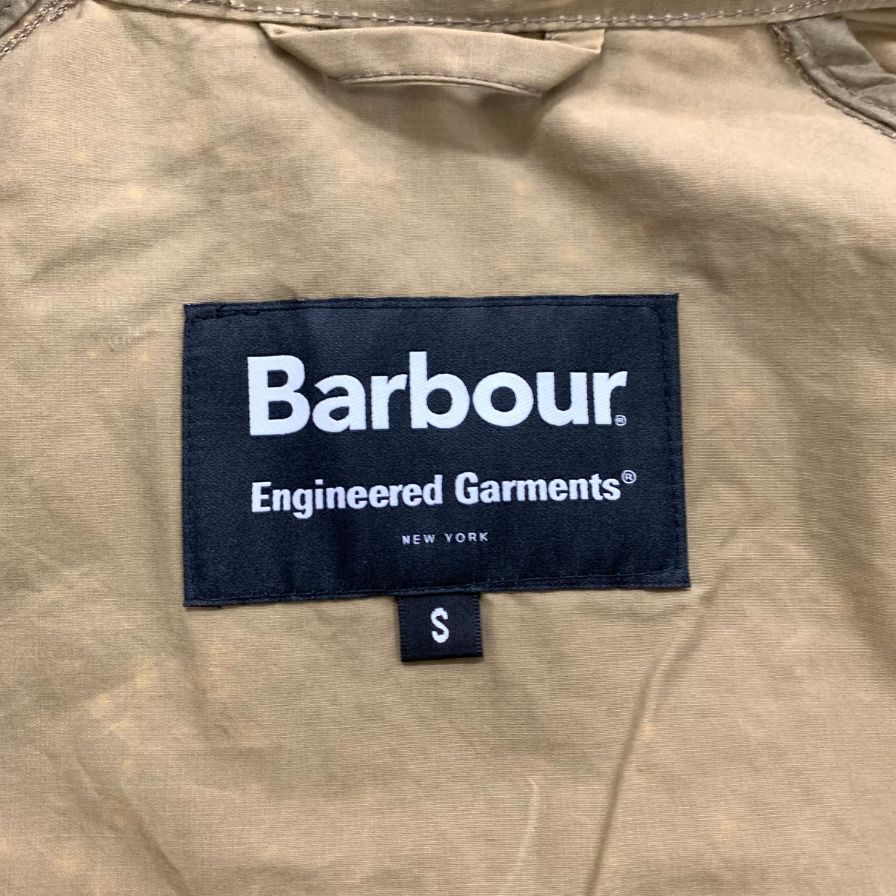 Barbour®
Engineered Garments®
NEW YORK
S